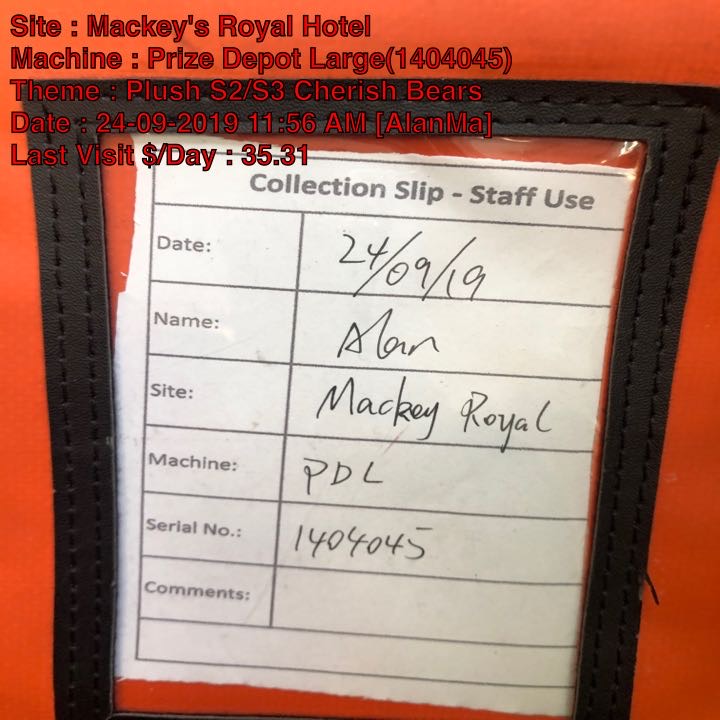 Site : Mackey's Royal Hotel
Machine : Prize Depot Large(1404045)
Theme : Plush S2/S3 Cherish Bears
Date : 24-09-2019 11:56 AM [AlanMa]
Last Visit $/Day : 35.31
Collection Slip - Staff Use
Date: 24/09/19
Name: Alan
Site: Mackey Royal
Machine: PDL
Serial No.: 1404045
Comments: